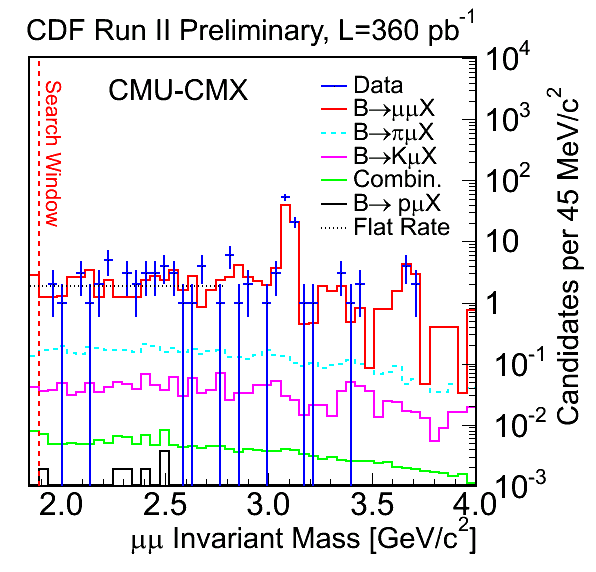 CDF Run II Preliminary, L=360 pb⁻¹
CMU-CMX
Search Window
Data
B→μμX
B→πμX
B→KμX
Combin.
B→ pμX
Flat Rate
10⁴
10³
10²
10
1
10⁻¹
10⁻²
10⁻³
Candidates per 45 MeV/c²
2.0 2.5 3.0 3.5 4.0
μμ Invariant Mass [GeV/c²]